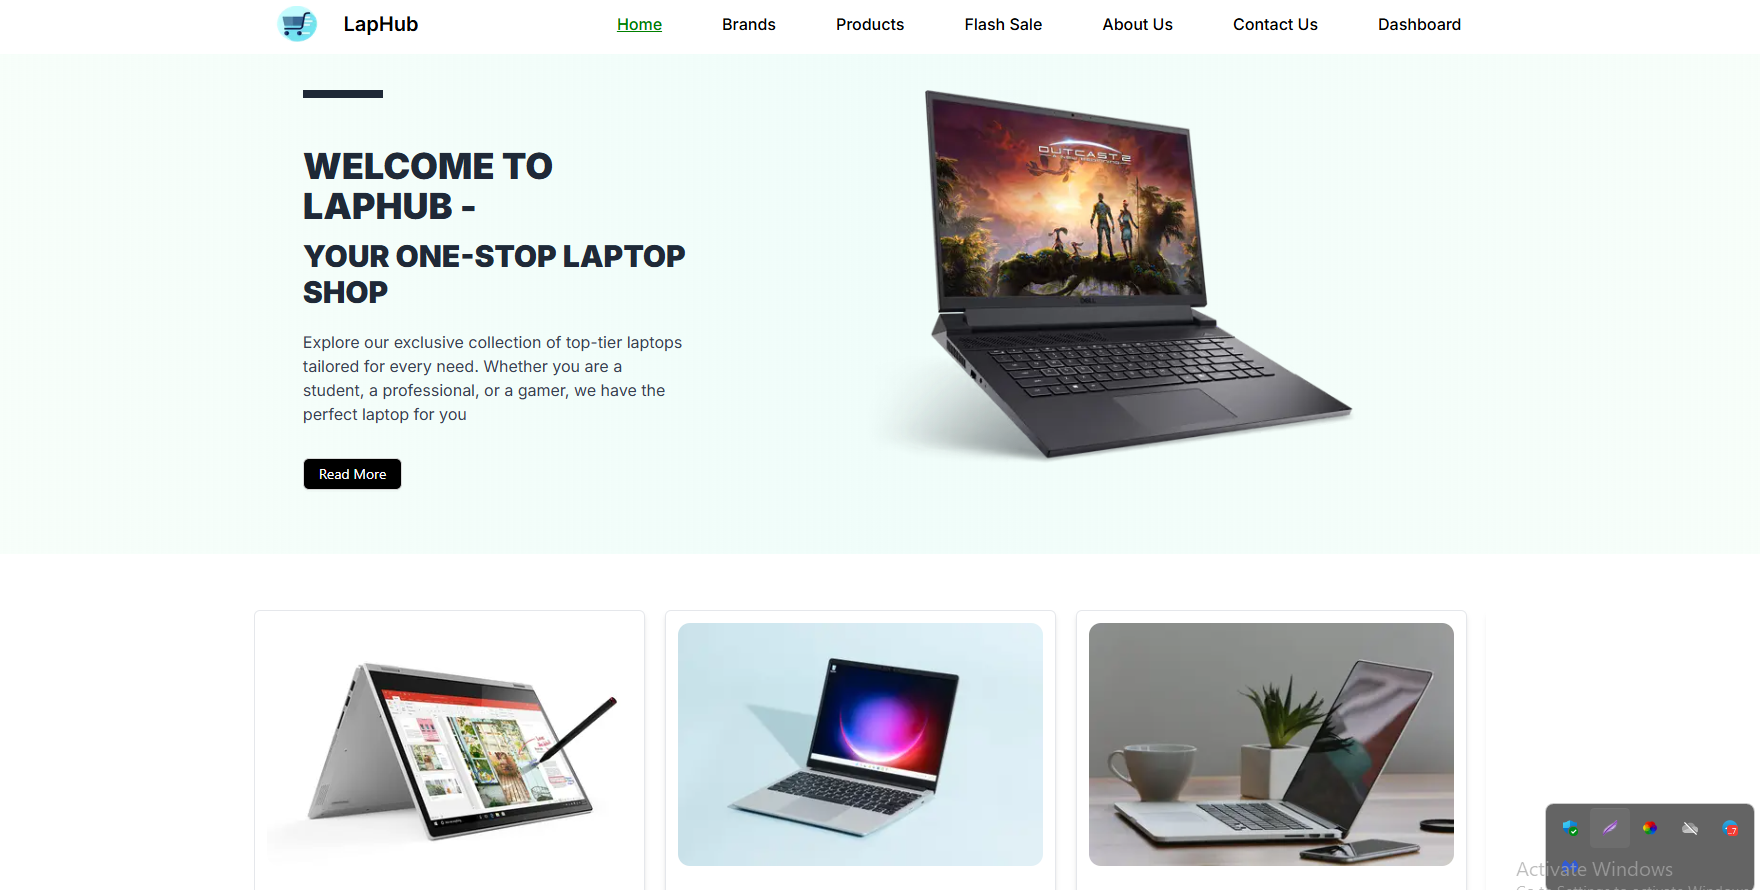 LapHub
Home
Brands
Products
Flash Sale
About Us
Contact Us
Dashboard
WELCOME TO
LAPHUB -
YOUR ONE-STOP LAPTOP
SHOP
Explore our exclusive collection of top-tier laptops
tailored for every need. Whether you are a
student, a professional, or a gamer, we have the
perfect laptop for you
Read More
OUTCAST 2
DELL
Activate Windows